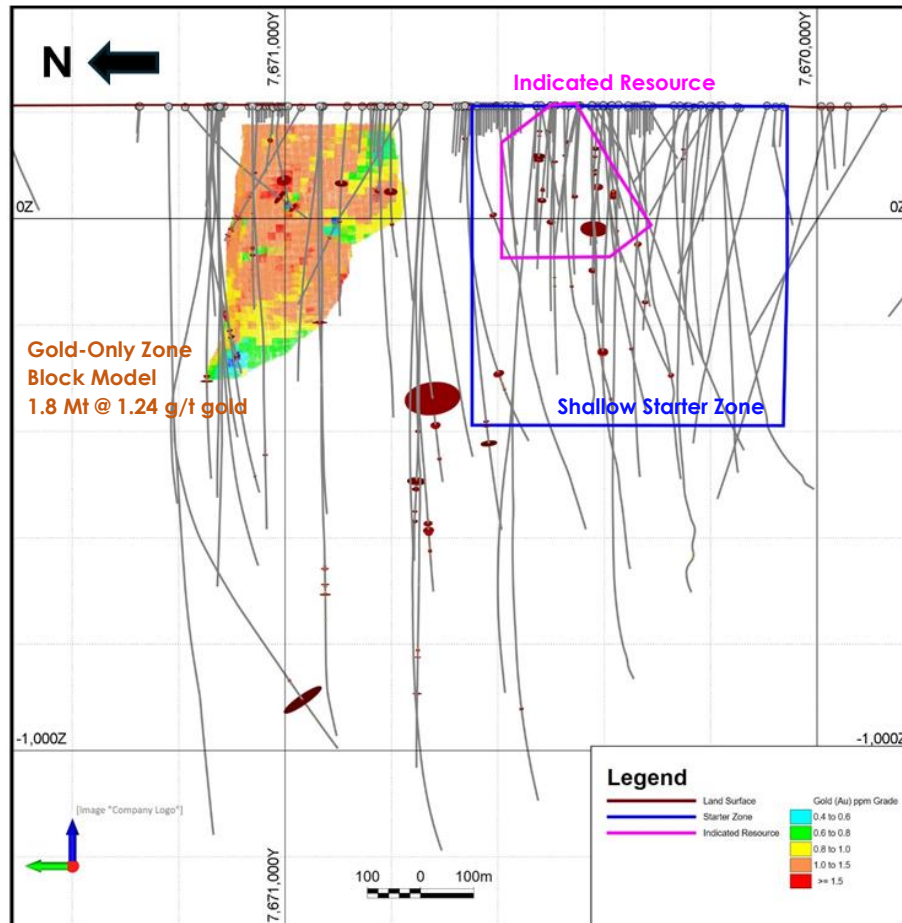 N
7,671,000Y
7,670,000Y
Indicated Resource
0Z
0Z
Gold-Only Zone
Block Model
1.8 Mt @ 1.24 g/t gold
Shallow Starter Zone
-1,000Z
-1,000Z
[Image "Company Logo"]
7,671,000Y
100 0 100m
Legend
Land Surface
Starter Zone
Indicated Resource
Gold (Au) ppm Grade
0.4 to 0.6
0.6 to 0.8
0.8 to 1.0
1.0 to 1.5
>= 1.5